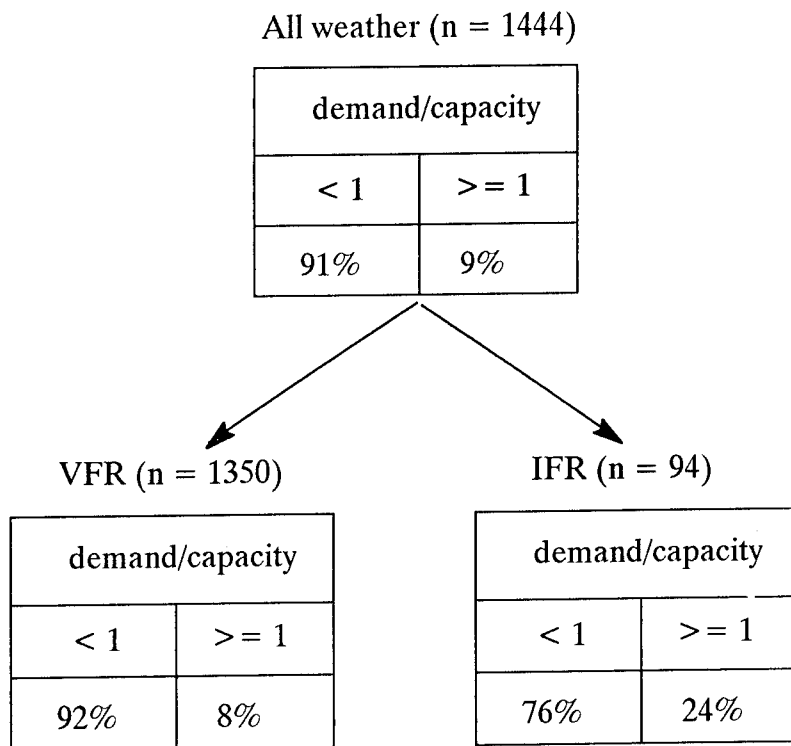 All weather (n = 1444)
demand/capacity
< 1 >= 1
91% 9%
VFR (n = 1350)
demand/capacity
< 1 >= 1
92% 8%
IFR (n = 94)
demand/capacity
< 1 >= 1
76% 24%